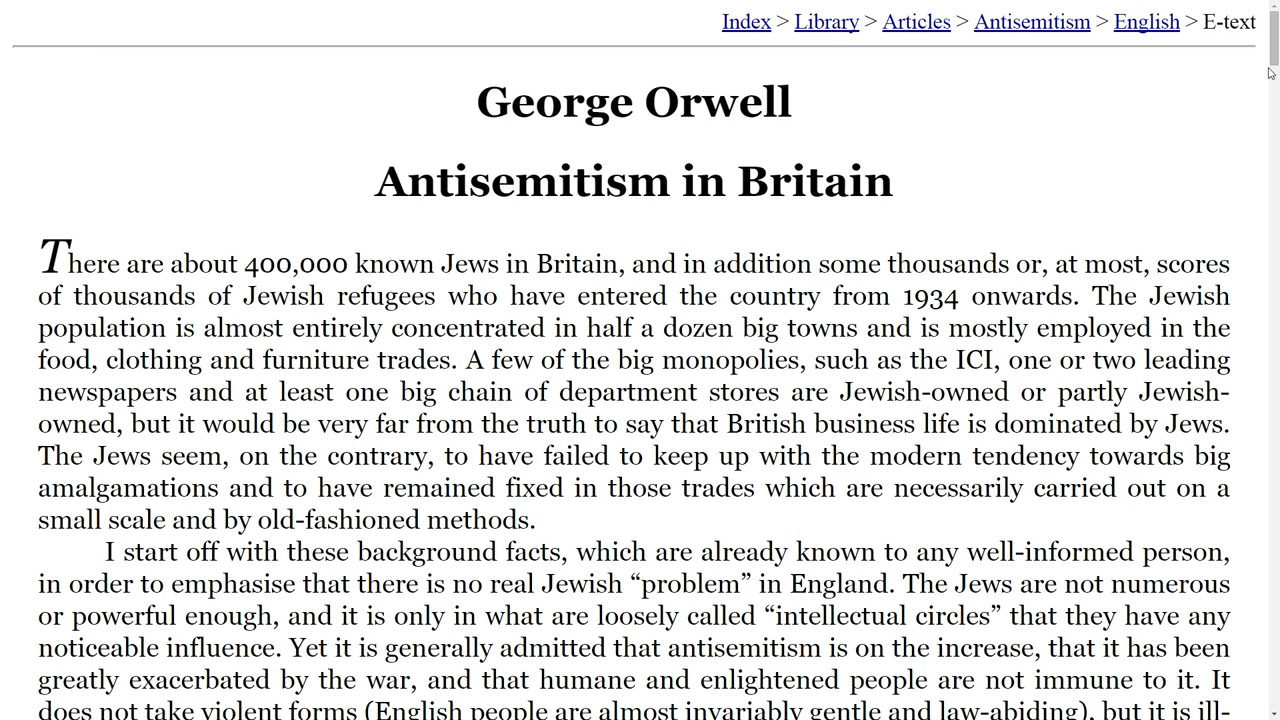 Index > Library > Articles > Antisemitism > English > E-text
George Orwell
Antisemitism in Britain
There are about 400,000 known Jews in Britain, and in addition some thousands or, at most, scores
of thousands of Jewish refugees who have entered the country from 1934 onwards. The Jewish
population is almost entirely concentrated in half a dozen big towns and is mostly employed in the
food, clothing and furniture trades. A few of the big monopolies, such as the ICI, one or two leading
newspapers and at least one big chain of department stores are Jewish-owned or partly Jewish-
owned, but it would be very far from the truth to say that British business life is dominated by Jews.
The Jews seem, on the contrary, to have failed to keep up with the modern tendency towards big
amalgamations and to have remained fixed in those trades which are necessarily carried out on a
small scale and by old-fashioned methods.
I start off with these background facts, which are already known to any well-informed person,
in order to emphasise that there is no real Jewish “problem” in England. The Jews are not numerous
or powerful enough, and it is only in what are loosely called “intellectual circles” that they have any
noticeable influence. Yet it is generally admitted that antisemitism is on the increase, that it has been
greatly exacerbated by the war, and that humane and enlightened people are not immune to it. It
does not take violent forms (English people are almost invariably gentle and law-abiding), but it is ill-